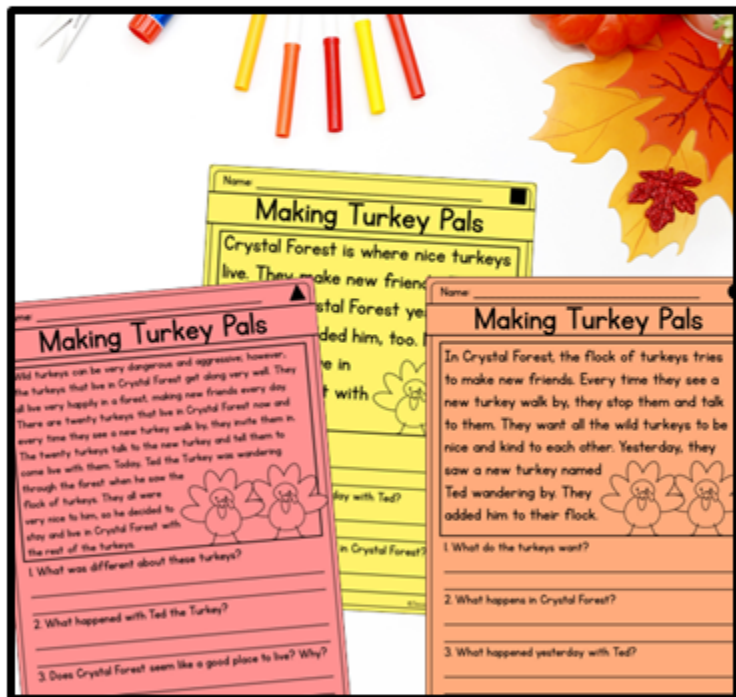 Name:
Making Turkey Pals
Crystal Forest is where nice turkeys
live. They make new friend
stal Forest ye
ded him, too.
e in
t with
day with Ted?
in Crystal Forest?
me:
Making Turkey Pals
Wild turkeys can be very dangerous and aggressive, however,
the turkeys that live in Crystal Forest get along very well. They
all live very happily in a forest, making new friends every day.
There are twenty turkeys that live in Crystal Forest now and
every time they see a new turkey walk by, they invite them in.
The twenty turkeys talk to the new turkey and tell them to
come live with them. Today, Ted the Turkey was wandering
through the forest when he saw the
flock of turkeys. They all were
very nice to him, so he decided to
stay and live in Crystal Forest with
the rest of the turkeys.
1. What was different about these turkeys?
2. What happened with Ted the Turkey?
3. Does Crystal Forest seem like a good place to live? Why?
Name:
Making Turkey Pals
In Crystal Forest, the flock of turkeys tries
to make new friends. Every time they see a
new turkey walk by, they stop them and talk
to them. They want all the wild turkeys to be
nice and kind to each other. Yesterday, they
saw a new turkey named
Ted wandering by. They
added him to their flock.
1. What do the turkeys want?
2. What happens in Crystal Forest?
3. What happened yesterday with Ted?